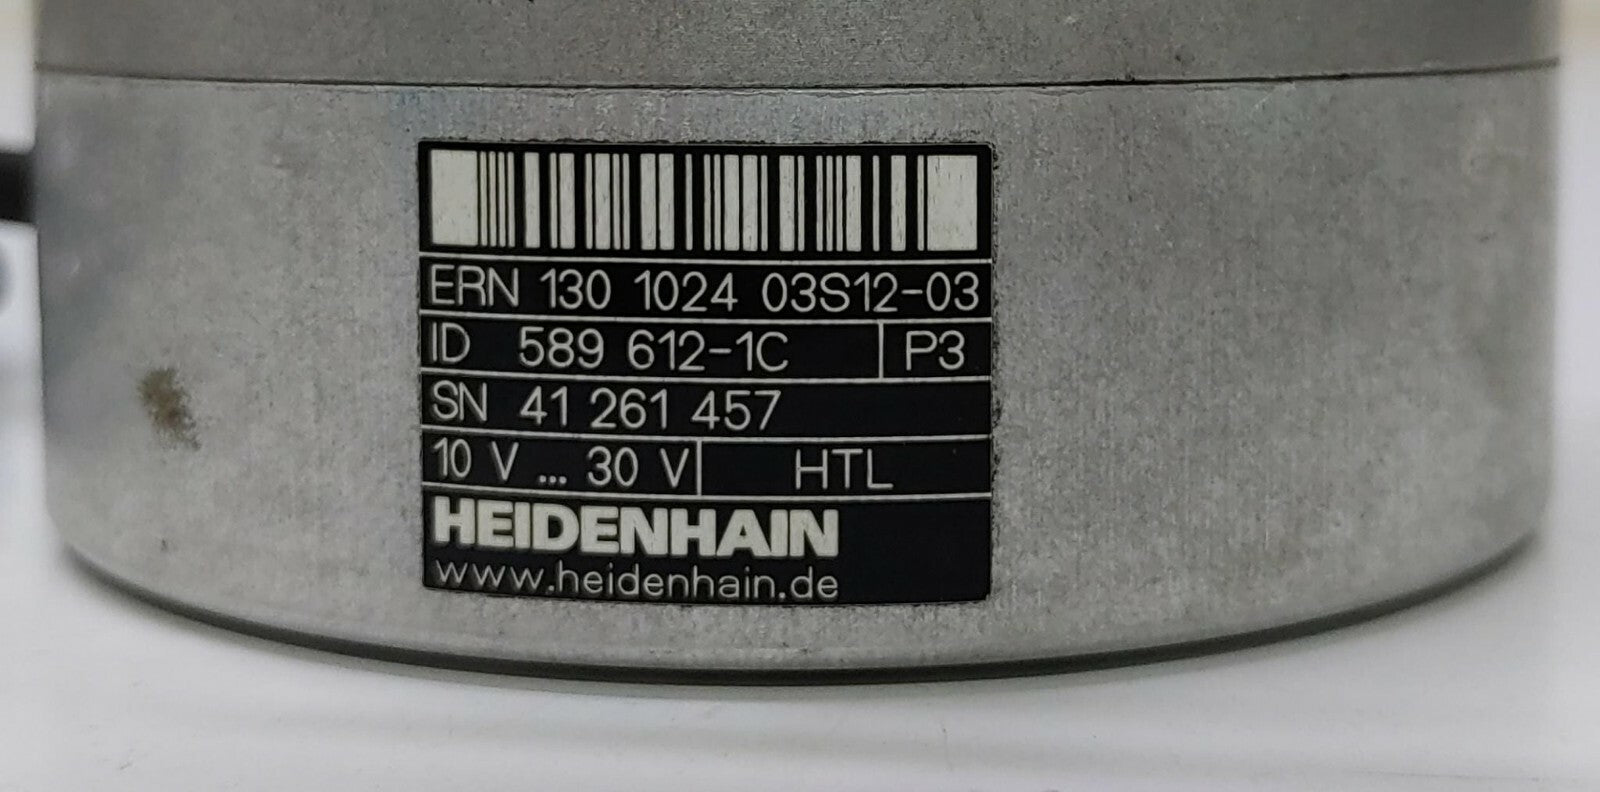 ERN 130 1024 03S12-03
ID 589 612-1C P3
SN 41 261 457
10 V ... 30 V HTL
HEIDENHAIN
www.heidenhain.de